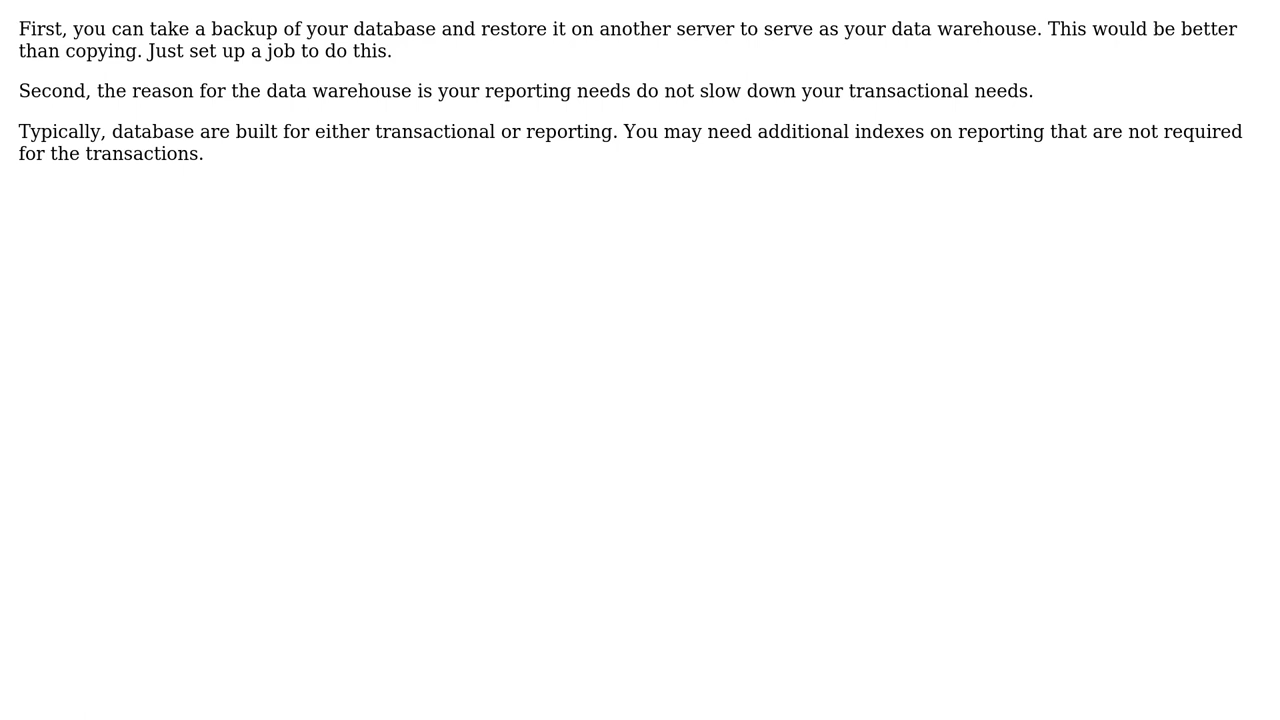 First, you can take a backup of your database and restore it on another server to serve as your data warehouse. This would be better
than copying. Just set up a job to do this.
Second, the reason for the data warehouse is your reporting needs do not slow down your transactional needs.
Typically, database are built for either transactional or reporting. You may need additional indexes on reporting that are not required
for the transactions.